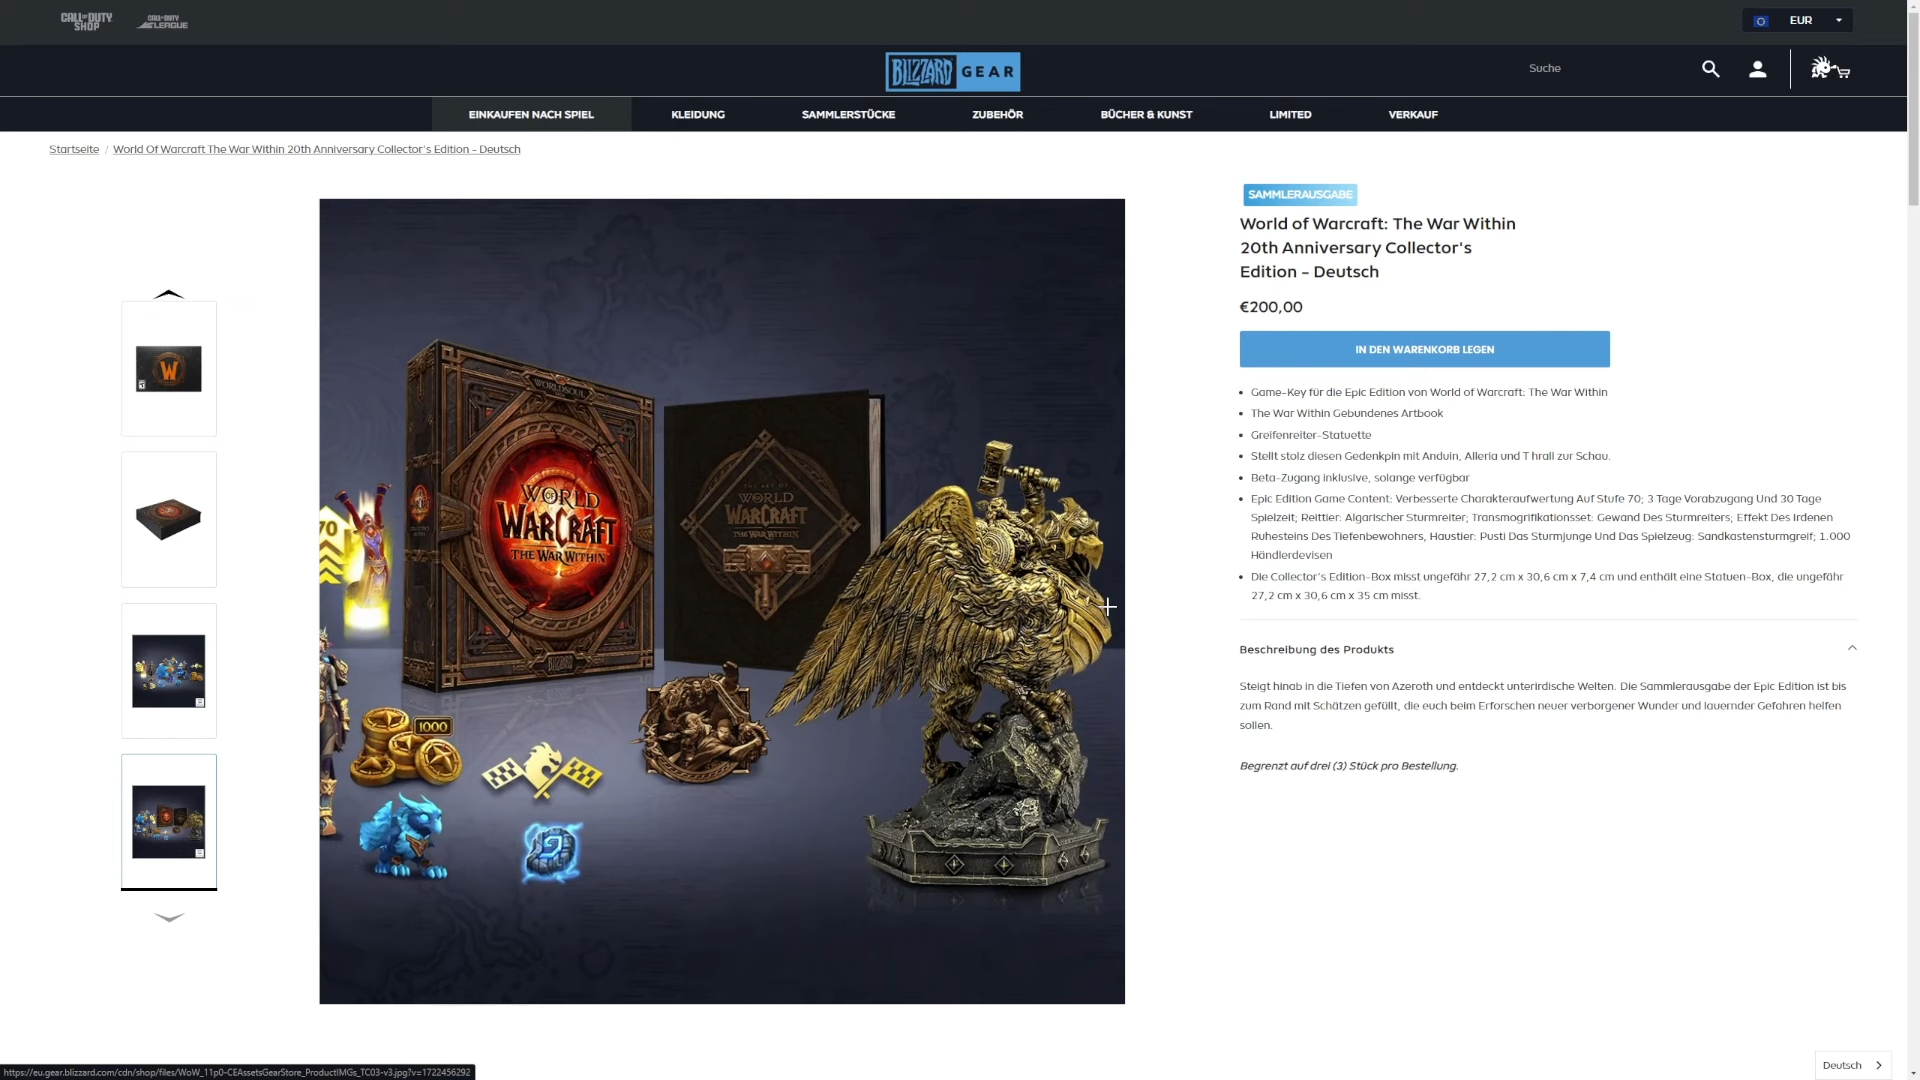 CALL OF DUTY SHOP
CALL OF DUTY LEAGUE
EUR
BLIZZARD GEAR
Suche
EINKAUFEN NACH SPIEL
KLEIDUNG
SAMMLERSTÜCKE
ZUBEHÖR
BÜCHER & KUNST
LIMITED
VERKAUF
Startseite / World Of Warcraft The War Within 20th Anniversary Collector's Edition - Deutsch
W
70
WORLDSOUL
WORLD
WARCRAFT
THE WAR WITHIN
BLIZZARD
THE ART OF
WORLD
WARCRAFT
THE WAR WITHIN
1000
SAMMLERAUSGABE
World of Warcraft: The War Within
20th Anniversary Collector's
Edition - Deutsch
€200,00
IN DEN WARENKORB LEGEN
Game-Key für die Epic Edition von World of Warcraft: The War Within
The War Within Gebundenes Artbook
Greifenreiter-Statuette
Stellt stolz diesen Gedenkpin mit Anduin, Alleria und T hrall zur Schau.
Beta-Zugang inklusive, solange verfügbar
Epic Edition Game Content: Verbesserte Charakteraufwertung Auf Stufe 70; 3 Tage Vorabzugang Und 30 Tage
Spielzeit; Reittier: Algarischer Sturmreiter; Transmogrifikationsset: Gewand Des Sturmreiters; Effekt Des Irdenen
Ruhesteins Des Tiefenbewohners, Haustier: Pusti Das Sturmjunge Und Das Spielzeug: Sandkastensturmgreif; 1.000
Händlerdevisen
Die Collector's Edition-Box misst ungefähr 27,2 cm x 30,6 cm x 7,4 cm und enthält eine Statuen-Box, die ungefähr
27,2 cm x 30,6 cm x 35 cm misst.
Beschreibung des Produkts
Steigt hinab in die Tiefen von Azeroth und entdeckt unterirdische Welten. Die Sammlerausgabe der Epic Edition ist bis
zum Rand mit Schätzen gefüllt, die euch beim Erforschen neuer verborgener Wunder und lauernder Gefahren helfen
sollen.
Begrenzt auf drei (3) Stück pro Bestellung.
https://eu.gear.blizzard.com/cdn/shop/files/WoW_11p0-CEAssetsGearStore_ProductIMGs_TC03-v3.jpg?v=1722456292
Deutsch